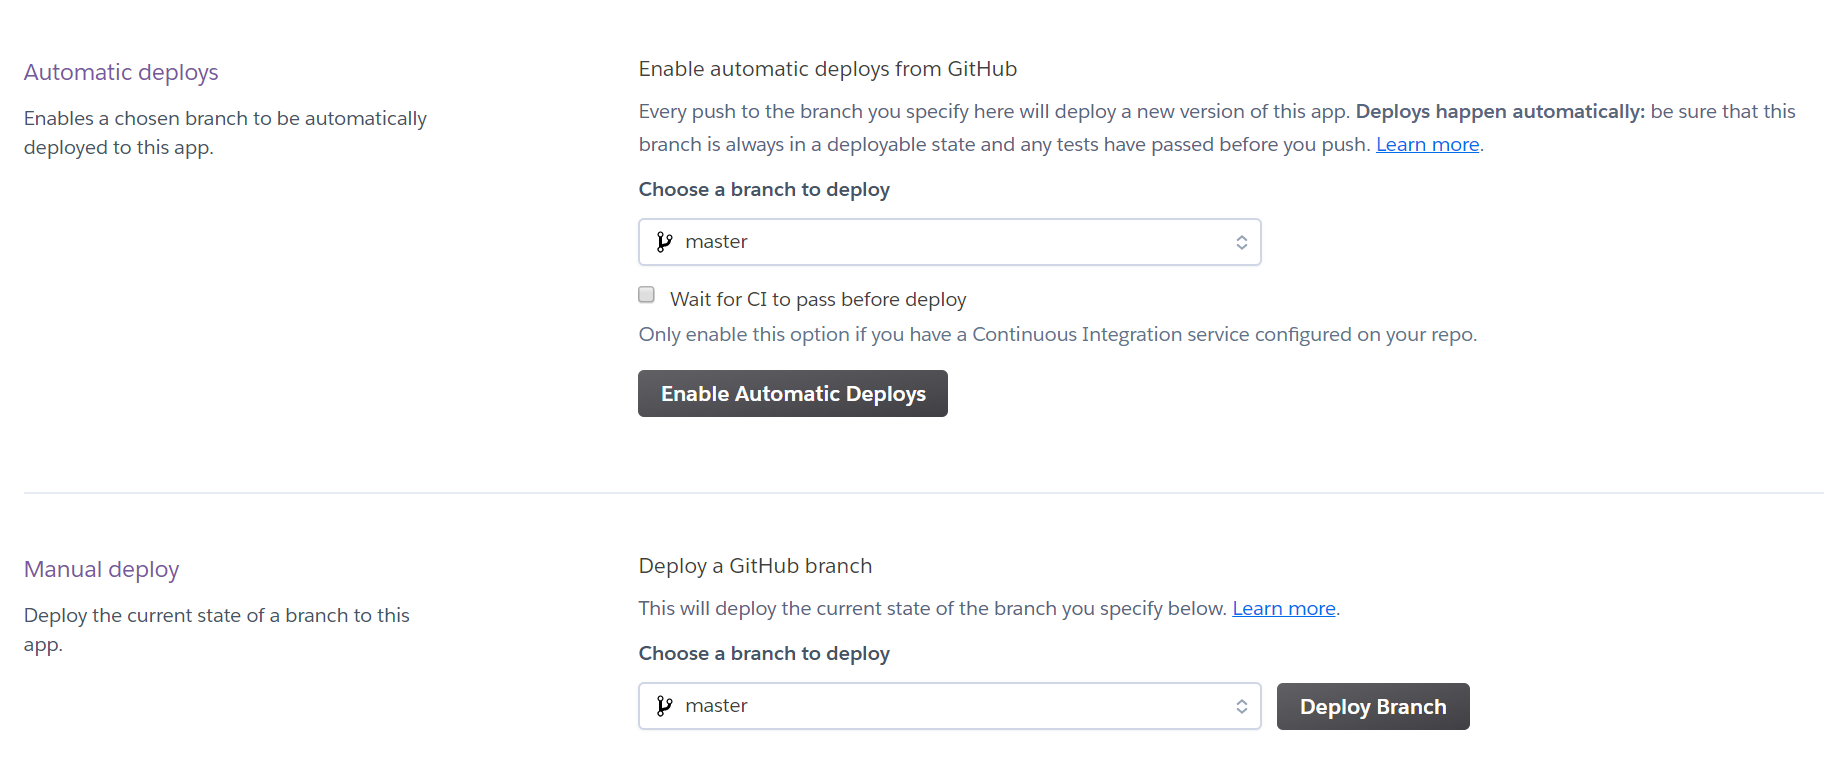 Automatic deploys
Enables a chosen branch to be automatically
deployed to this app.
Enable automatic deploys from GitHub
Every push to the branch you specify here will deploy a new version of this app. Deploys happen automatically: be sure that this
branch is always in a deployable state and any tests have passed before you push. Learn more.
Choose a branch to deploy
master
Wait for CI to pass before deploy
Only enable this option if you have a Continuous Integration service configured on your repo.
Enable Automatic Deploys
Manual deploy
Deploy the current state of a branch to this
app.
Deploy a GitHub branch
This will deploy the current state of the branch you specify below. Learn more.
Choose a branch to deploy
master
Deploy Branch